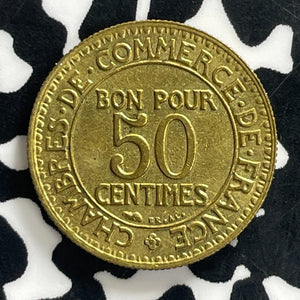 CHAMBRES · DE · COMMERCE · DE · FRANCE
BON POUR
50
CENTIMES